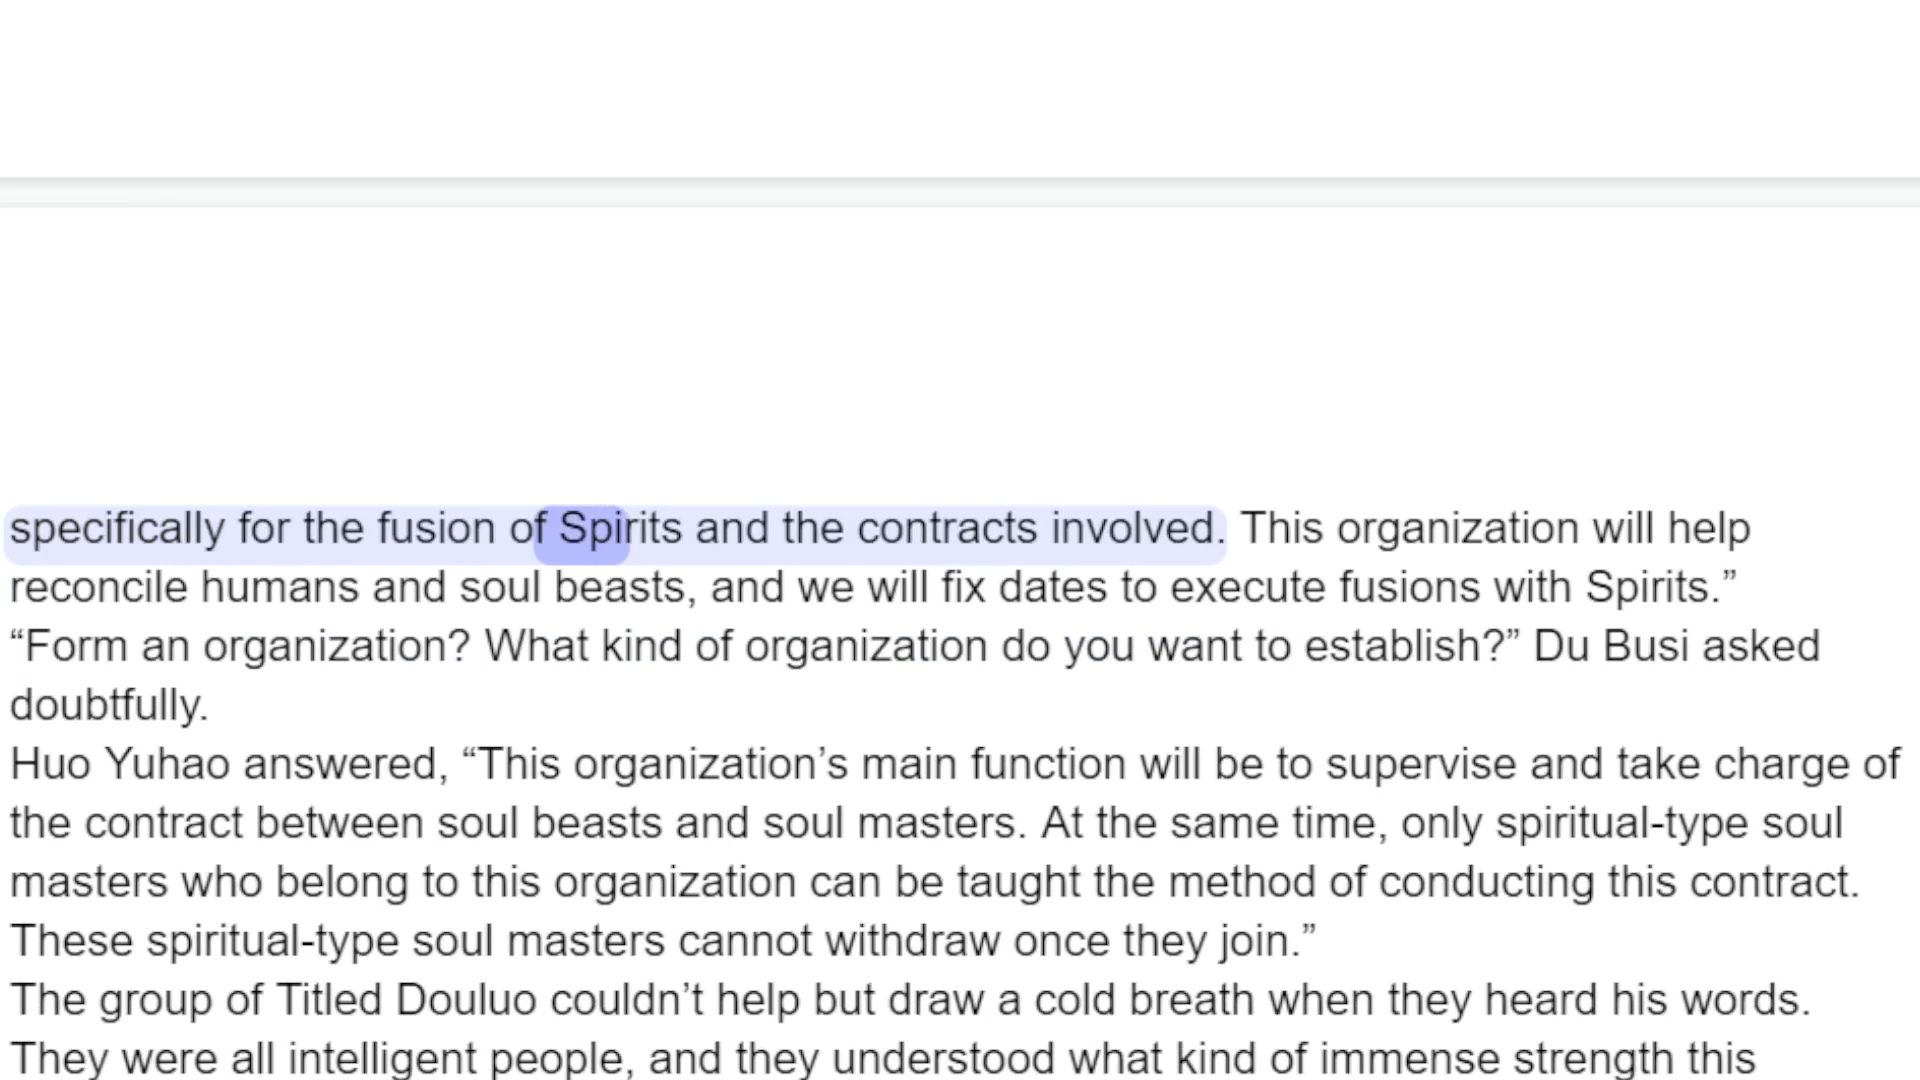 specifically for the fusion of Spirits and the contracts involved. This organization will help
reconcile humans and soul beasts, and we will fix dates to execute fusions with Spirits.”
“Form an organization? What kind of organization do you want to establish?” Du Busi asked
doubtfully.
Huo Yuhao answered, “This organization’s main function will be to supervise and take charge of
the contract between soul beasts and soul masters. At the same time, only spiritual-type soul
masters who belong to this organization can be taught the method of conducting this contract.
These spiritual-type soul masters cannot withdraw once they join.”
The group of Titled Douluo couldn’t help but draw a cold breath when they heard his words.
They were all intelligent people, and they understood what kind of immense strength this